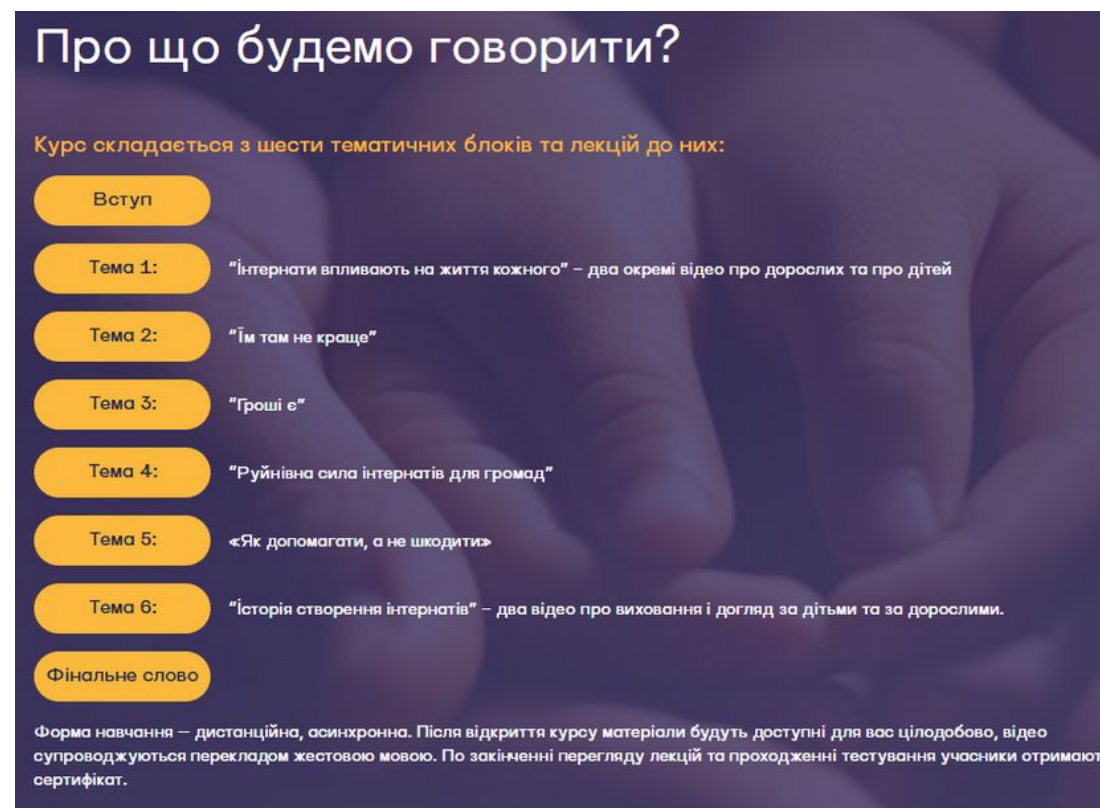 Про що будемо говорити?
Курс складається з шести тематичних блоків та лекцій до них:
Вступ
Тема 1: “Інтернати впливають на життя кожного” – два окремі відео про дорослих та про дітей
Тема 2: “Їм там не краще”
Тема 3: “Гроші є”
Тема 4: “Руйнівна сила інтернатів для громад”
Тема 5: «Як допомагати, а не шкодити»
Тема 6: “Історія створення інтернатів” – два відео про виховання і догляд за дітьми та за дорослими.
Фінальне слово
Форма навчання — дистанційна, асинхронна. Після відкриття курсу матеріали будуть доступні для вас цілодобово, відео
супроводжуються перекладом жестовою мовою. По закінченні перегляду лекцій та проходженні тестування учасники отримают
сертифікат.